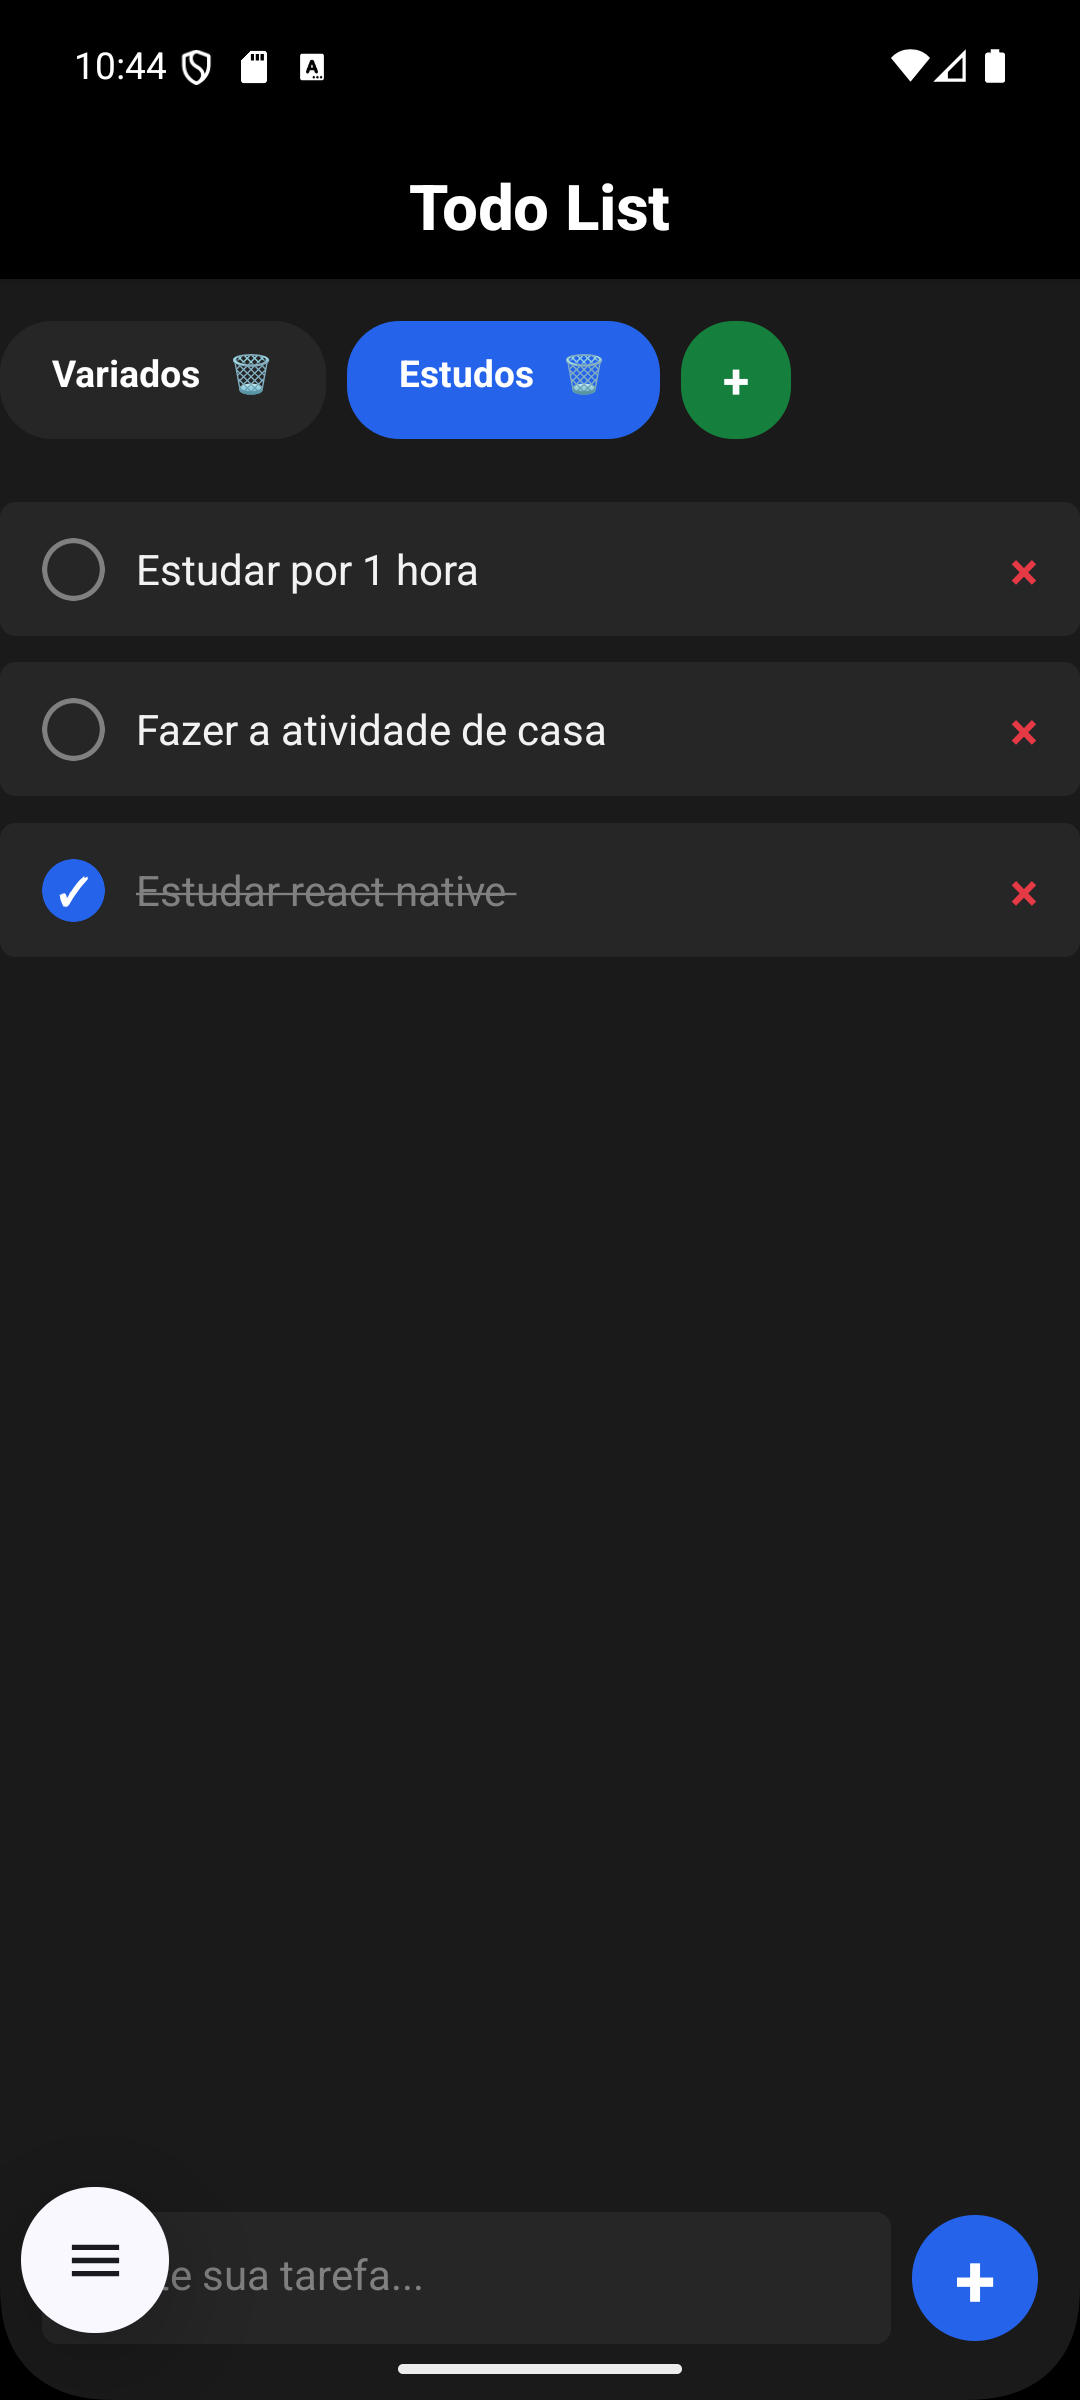 10:44
Todo List
Variados
Estudos
+
Estudar por 1 hora
Fazer a atividade de casa
Estudar react native
sua tarefa...
+